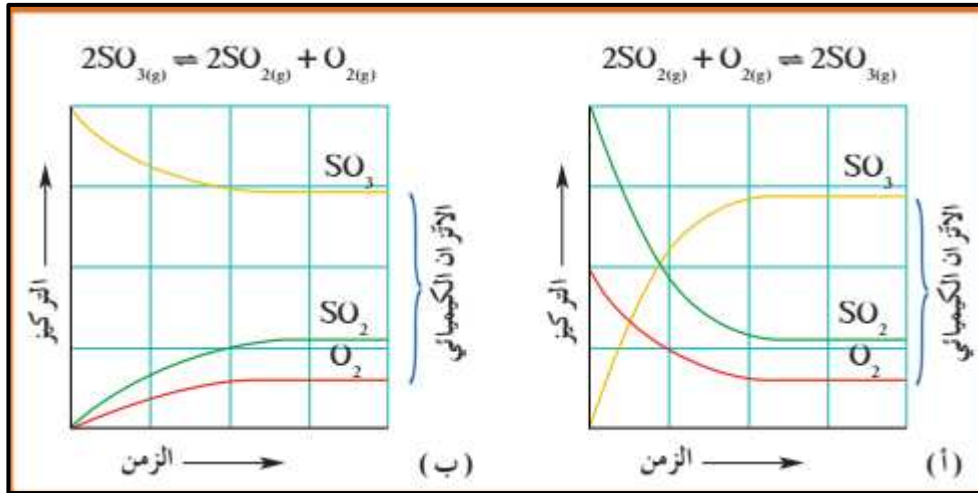 2SO₂(g) + O₂(g) ⇌ 2SO₃(g)
SO₃
SO₂
O₂
التركيز
الاتزان الكيميائي
الزمن
(أ)
2SO₃(g) ⇌ 2SO₂(g) + O₂(g)
SO₃
SO₂
O₂
التركيز
الاتزان الكيميائي
الزمن
(ب)